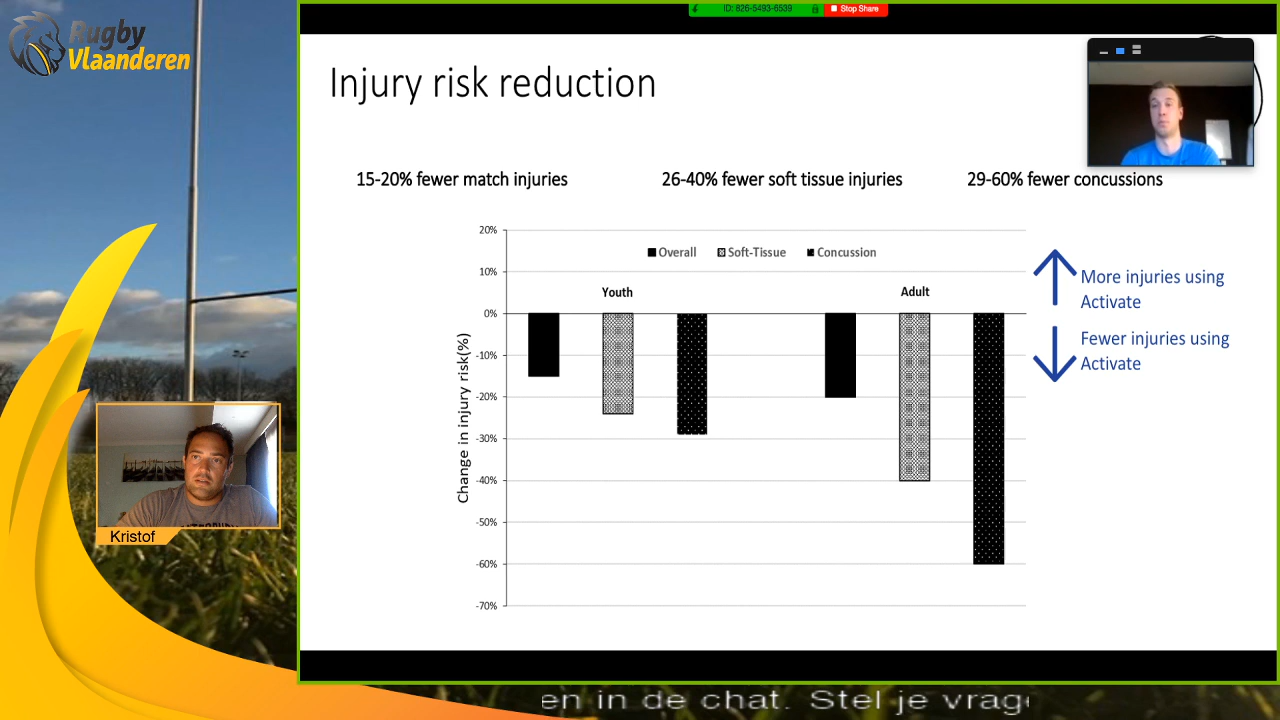 Rugby
Vlaanderen
ID: 826-5493-6539
Stop Share
Injury risk reduction
15-20% fewer match injuries
26-40% fewer soft tissue injuries
29-60% fewer concussions
20%
10%
0%
-10%
-20%
-30%
-40%
-50%
-60%
-70%
Change in injury risk(%)
Overall
Soft-Tissue
Concussion
Youth
Adult
More injuries using
Activate
Fewer injuries using
Activate
Kristof
en in de chat. Stel je vrag